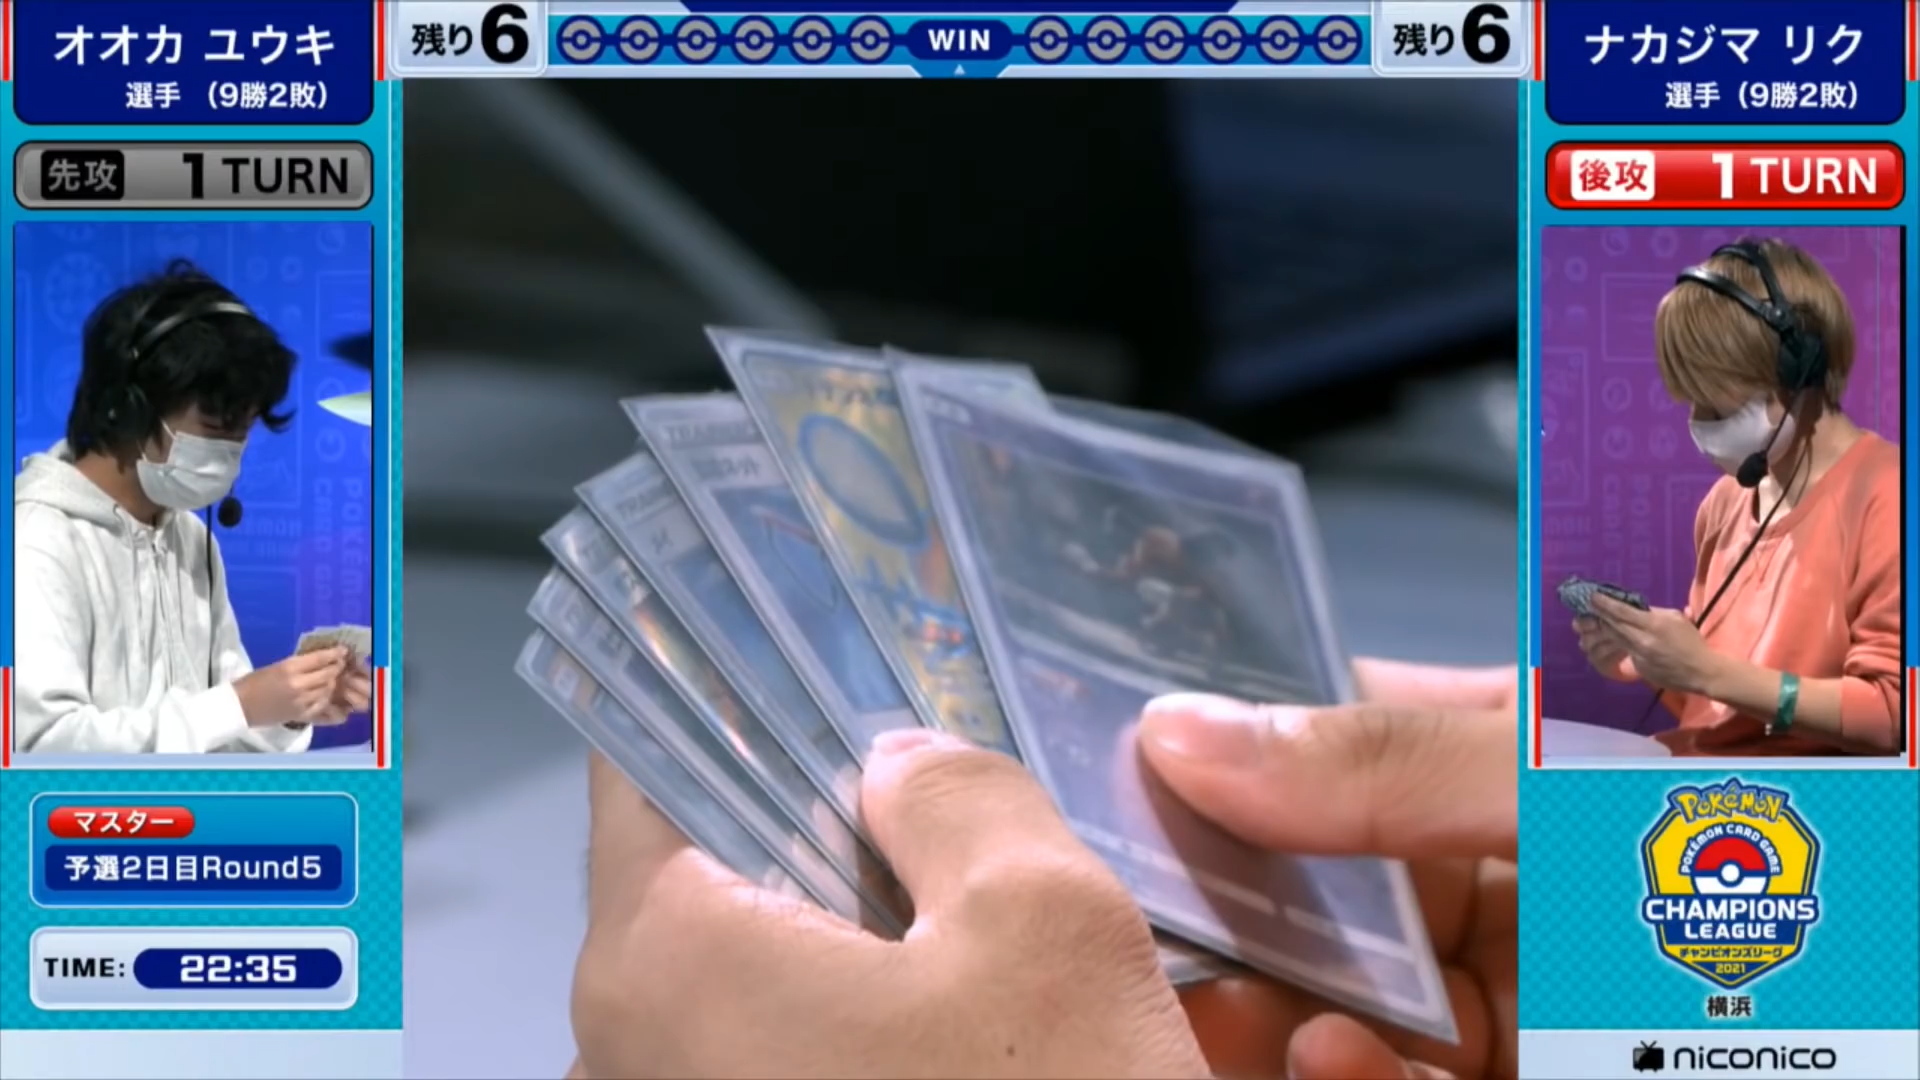 オオカ ユウキ
選手 (9勝2敗)
先攻 1 TURN
残り6
WIN
残り6
ナカジマ リク
選手 (9勝2敗)
後攻 1 TURN
マスター
予選2日目Round5
TIME: 22:35
POKÉMON
POKÉMON CARD GAME
CHAMPIONS
LEAGUE
チャンピオンズリーグ
2021
横浜
niconico